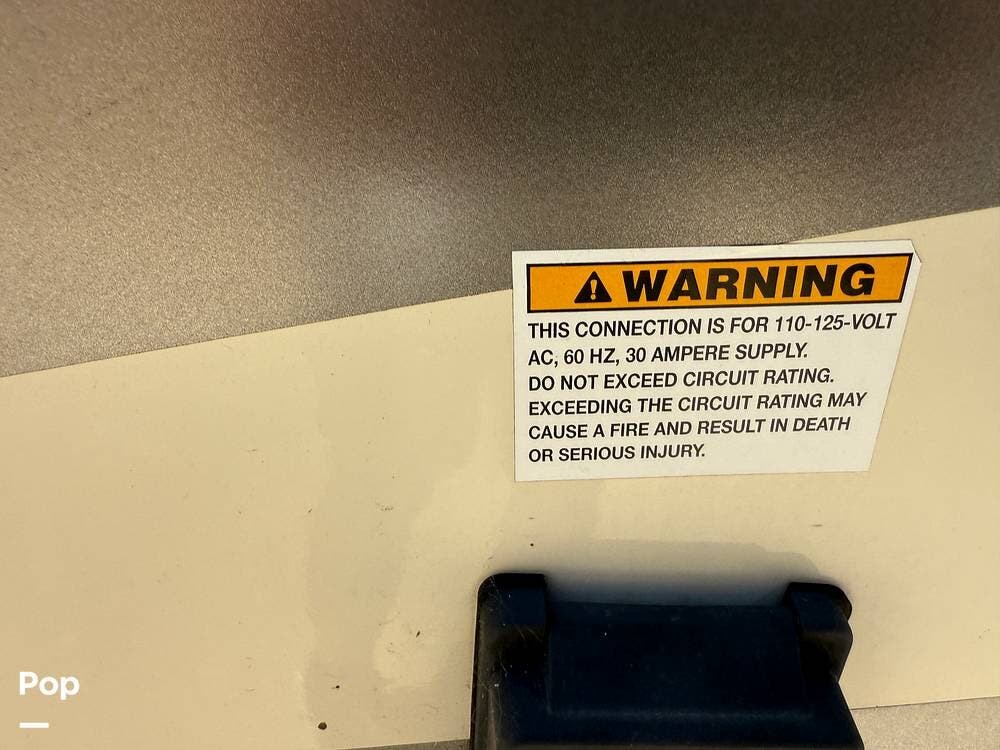 WARNING
THIS CONNECTION IS FOR 110-125-VOLT
AC, 60 HZ, 30 AMPERE SUPPLY.
DO NOT EXCEED CIRCUIT RATING.
EXCEEDING THE CIRCUIT RATING MAY
CAUSE A FIRE AND RESULT IN DEATH
OR SERIOUS INJURY.
Pop